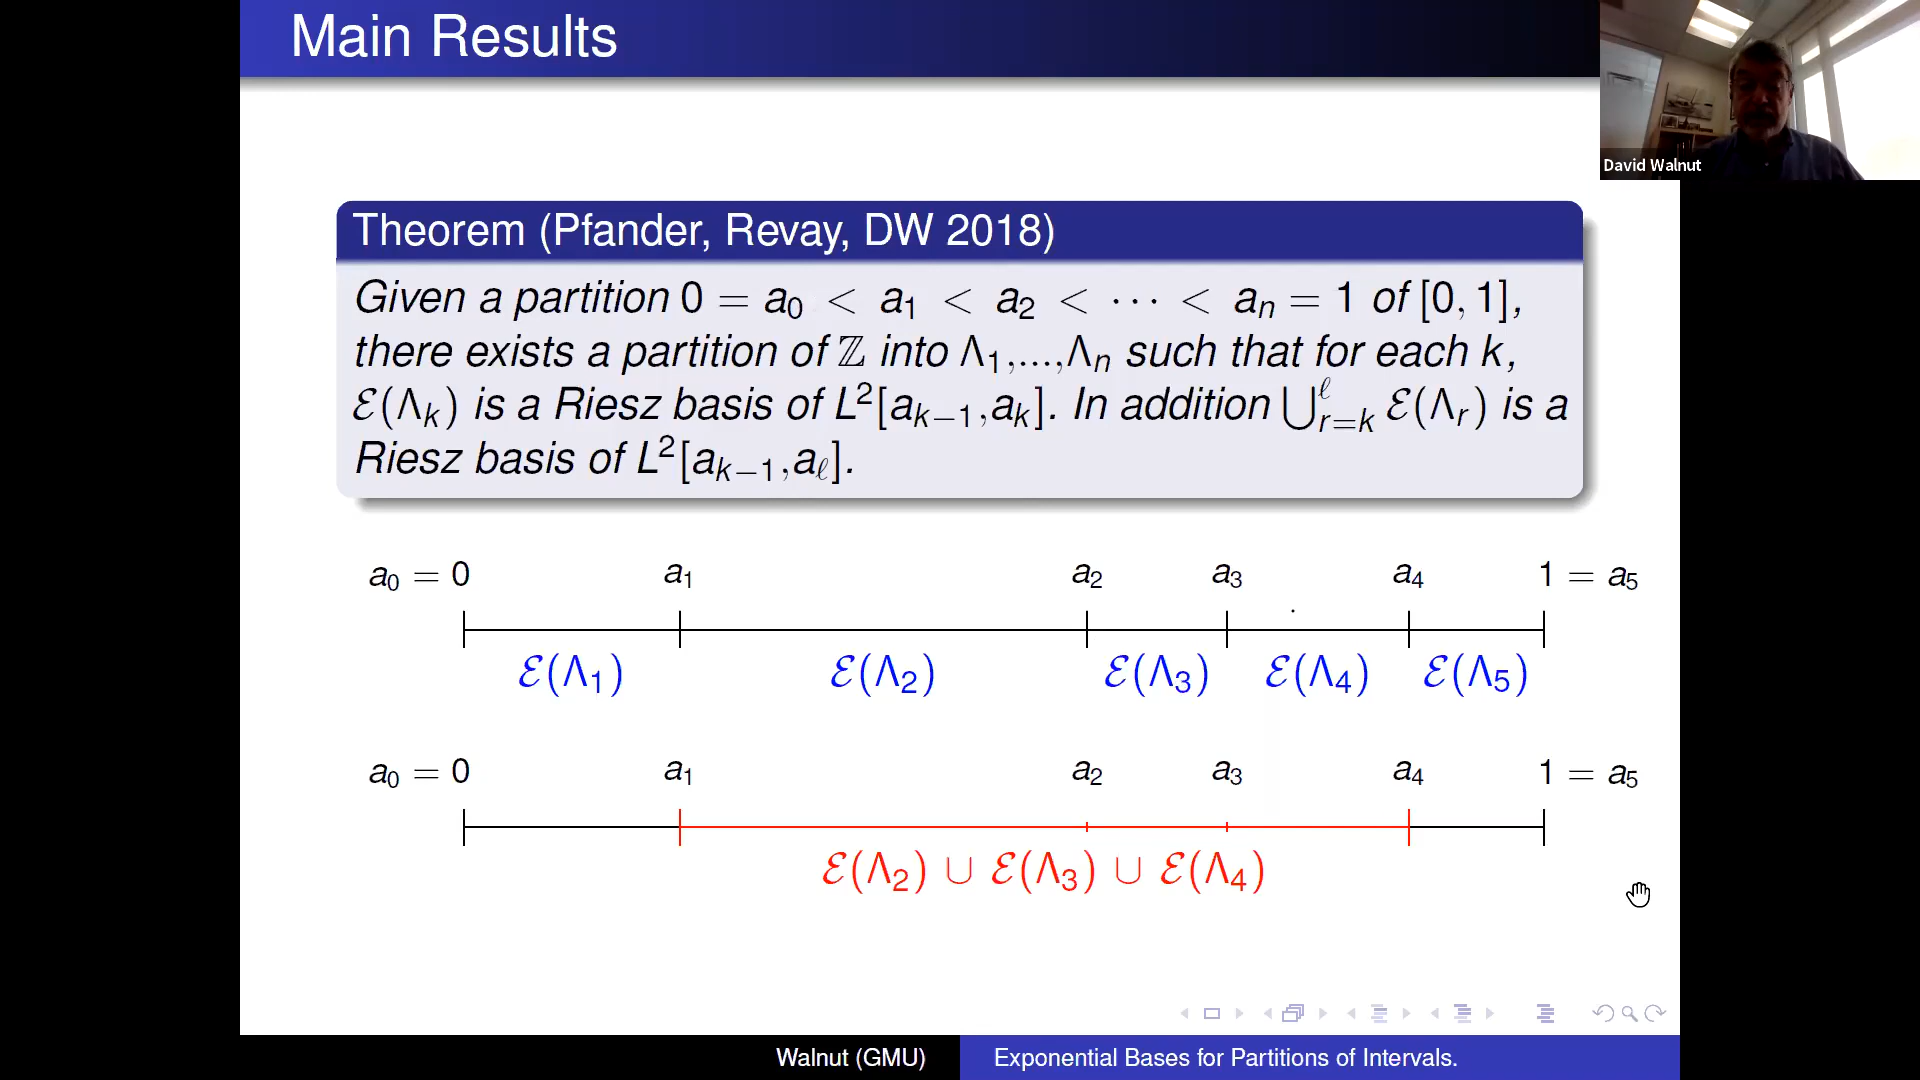 Main Results
David Walnut
Theorem (Pfander, Revay, DW 2018)
Given a partition 0 = a₀ < a₁ < a₂ < ⋯ < aₙ = 1 of [0, 1],
there exists a partition of ℤ into Λ₁,...,Λₙ such that for each k,
ℰ(Λₖ) is a Riesz basis of L²[aₖ₋₁,aₖ]. In addition ⋃ʳ₌ₖ^ℓ ℰ(Λᵣ) is a
Riesz basis of L²[aₖ₋₁,a_ℓ].
a₀ = 0 a₁ a₂ a₃ a₄ 1 = a₅
ℰ(Λ₁) ℰ(Λ₂) ℰ(Λ₃) ℰ(Λ₄) ℰ(Λ₅)
a₀ = 0 a₁ a₂ a₃ a₄ 1 = a₅
ℰ(Λ₂) ∪ ℰ(Λ₃) ∪ ℰ(Λ₄)
Walnut (GMU) Exponential Bases for Partitions of Intervals.